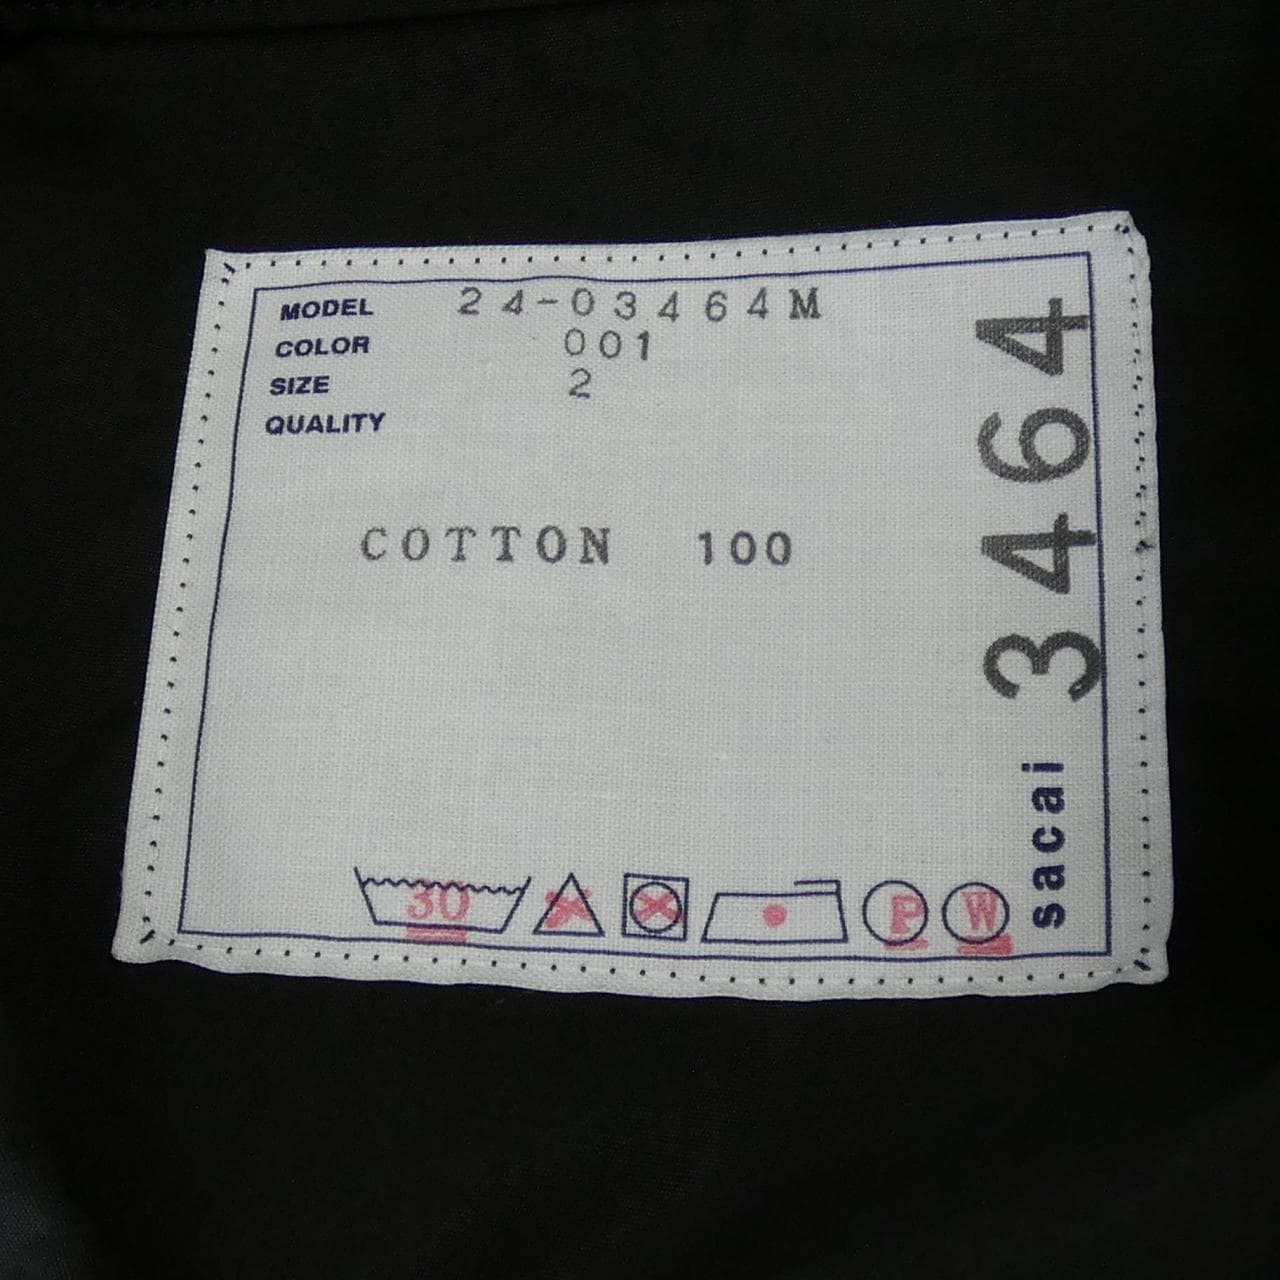 MODEL 24-03464M
COLOR 001
SIZE 2
QUALITY
COTTON 100
30
P
W
sacai 3464